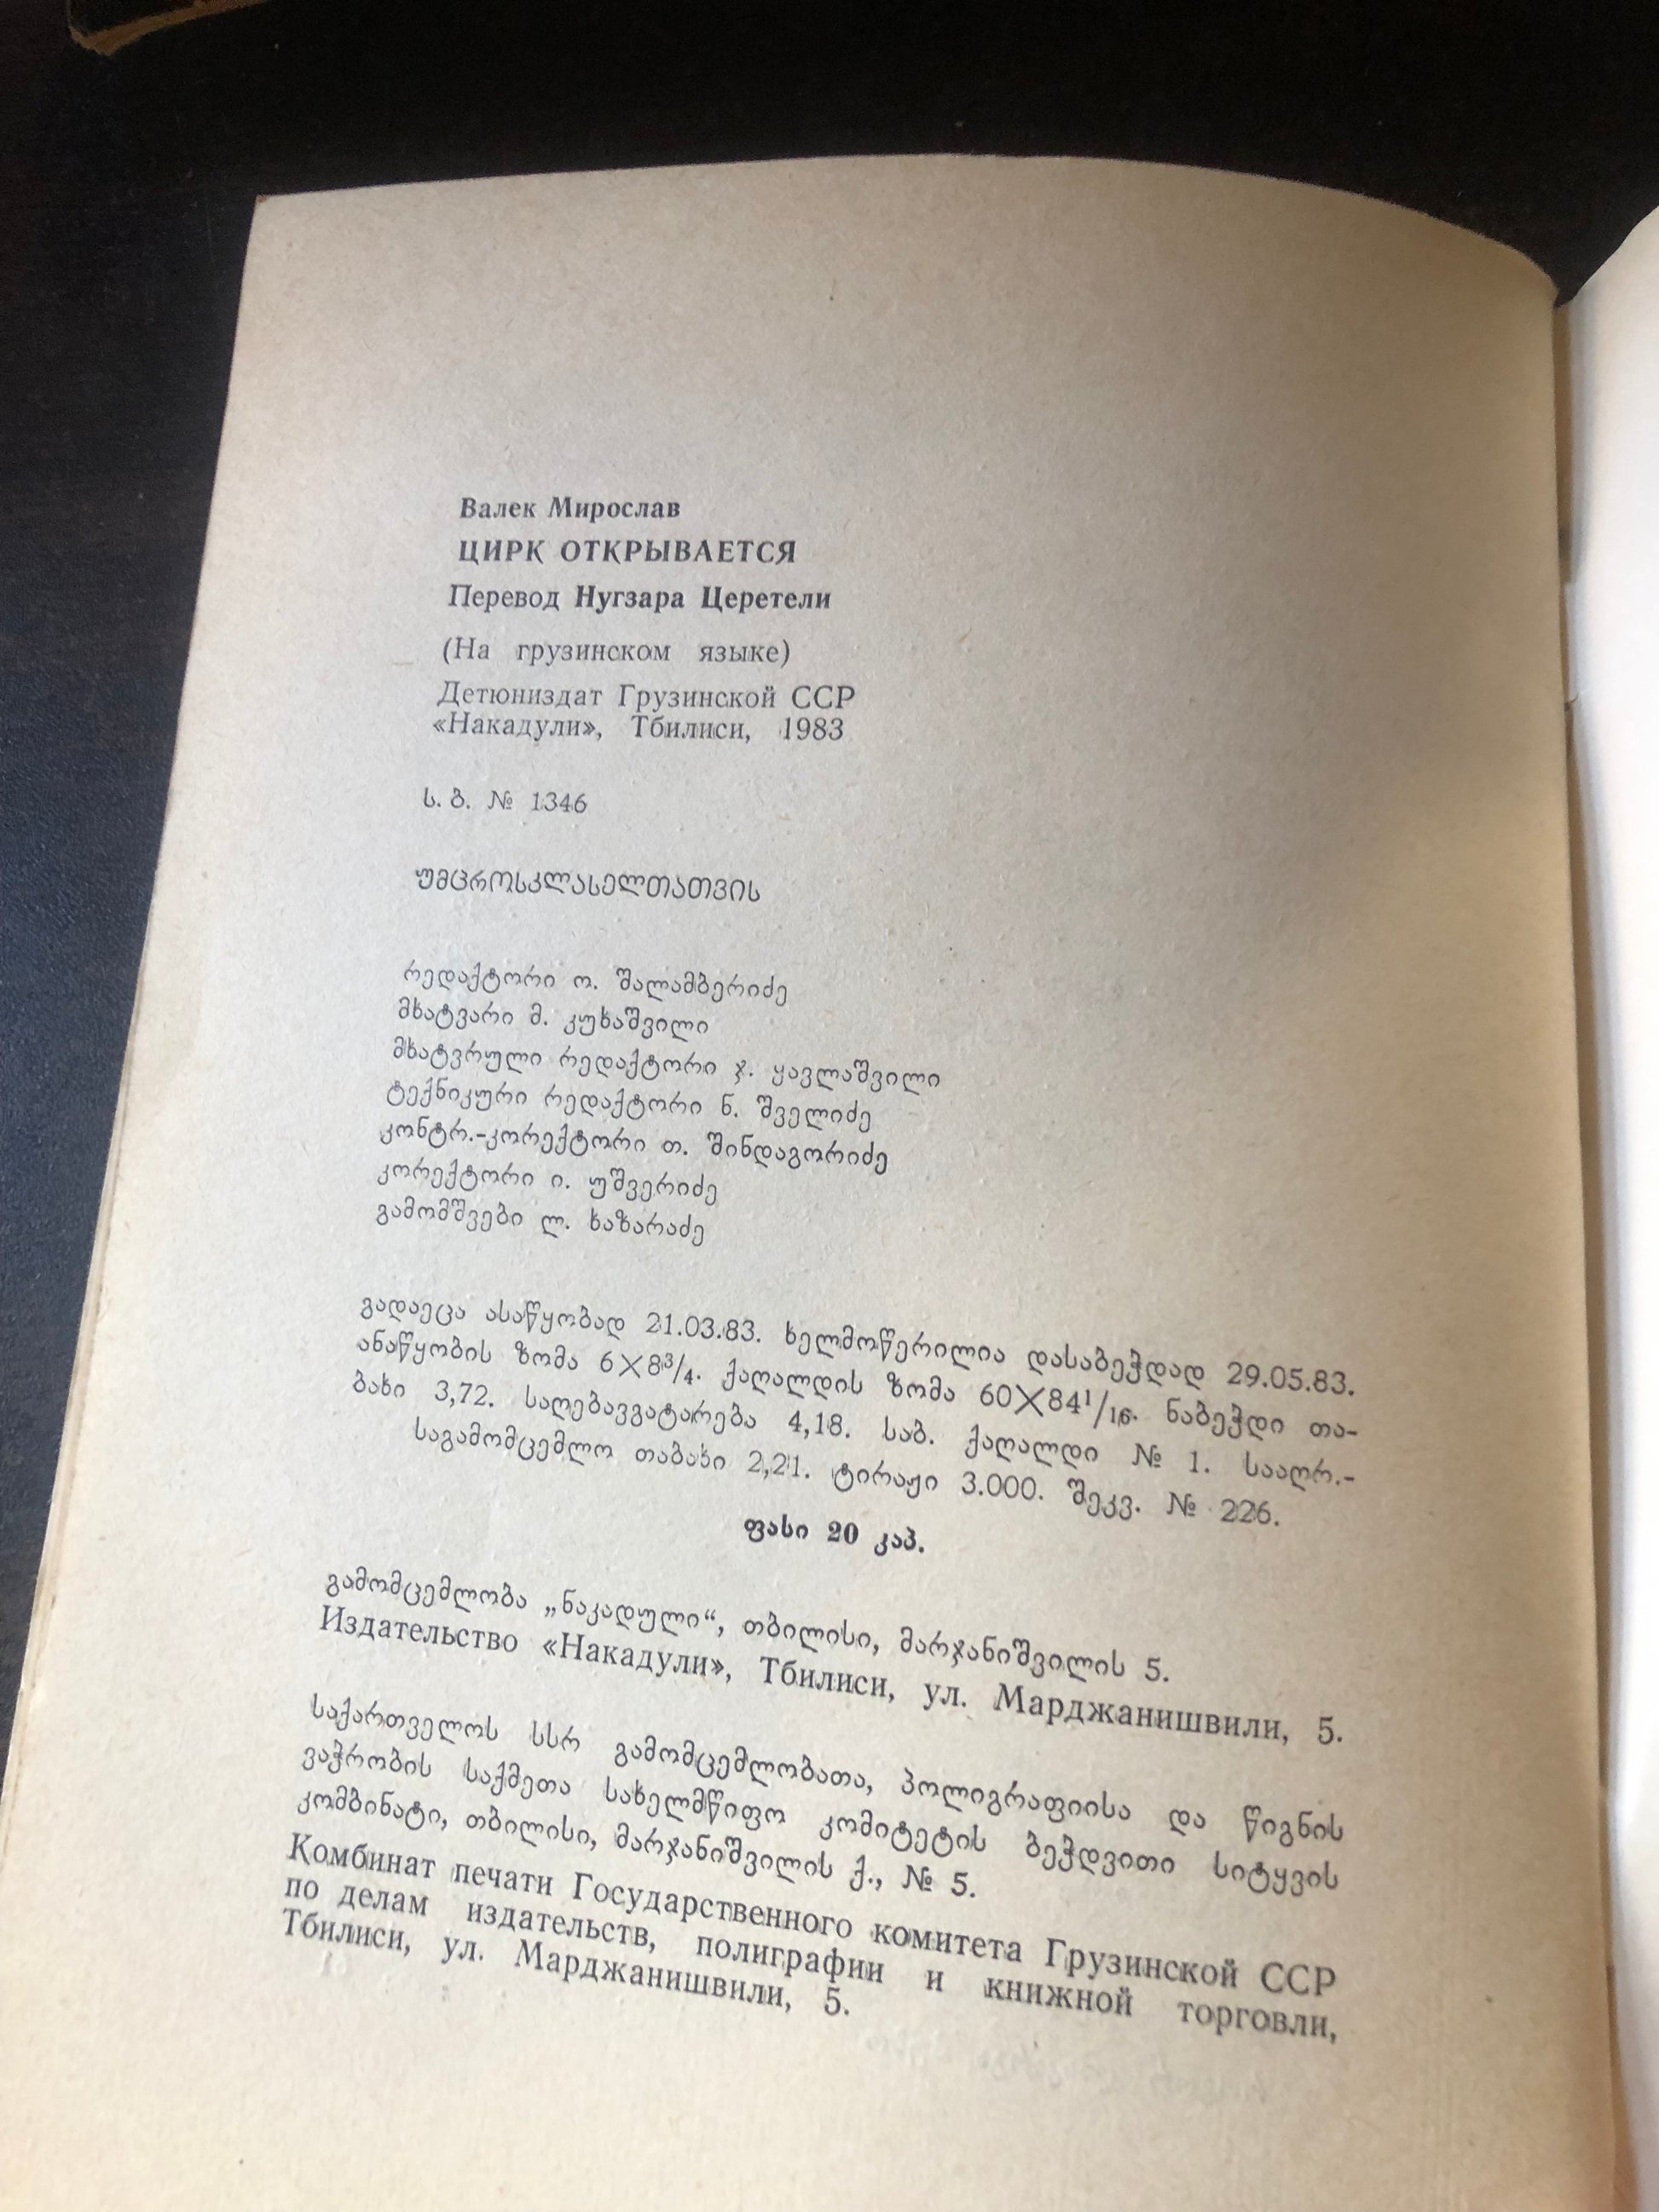 Валек Мирослав
ЦИРК ОТКРЫВАЕТСЯ
Перевод Нугзара Церетели
(На грузинском языке)
Детюниздат Грузинской ССР
«Накадули», Тбилиси, 1983
ს. ბ. № 1346
უმცროსკლასელთათვის
რედაქტორი ო. შალამბერიძე
მხატვარი მ. კუხაშვილი
მხატვრული რედაქტორი ჯ. ყავლაშვილი
ტექნიკური რედაქტორი ნ. შველიძე
კონტრ.-კორექტორი თ. შინდაგორიძე
კორექტორი ი. უშვერიძე
გამომშვები ლ. ხაზარაძე
გადაეცა ასაწყობად 21.03.83. ხელმოწერილია დასაბეჭდად 29.05.83.
ანაწყობის ზომა 6×8³/₄. ქაღალდის ზომა 60×84¹/₁₆. ნაბეჭდი თა-
ბახი 3,72. საღებავგატარება 4,18. საბ. ქაღალდი № 1. სააღრ.-
საგამომცემლო თაბახი 2,21. ტირაჟი 3.000. შეკვ. № 226.
ფასი 20 კაპ.
გამომცემლობა „ნაკადული“, თბილისი, მარჯანიშვილის 5.
Издательство «Накадули», Тбилиси, ул. Марджанишвили, 5.
საქართველოს სსრ გამომცემლობათა, პოლიგრაფიისა და წიგნის
ვაჭრობის საქმეთა სახელმწიფო კომიტეტის ბეჭდვითი სიტყვის
კომბინატი, თბილისი, მარჯანიშვილის ქ., № 5.
Комбинат печати Государственного комитета Грузинской ССР
по делам издательств, полиграфии и книжной торговли,
Тбилиси, ул. Марджанишвили, 5.